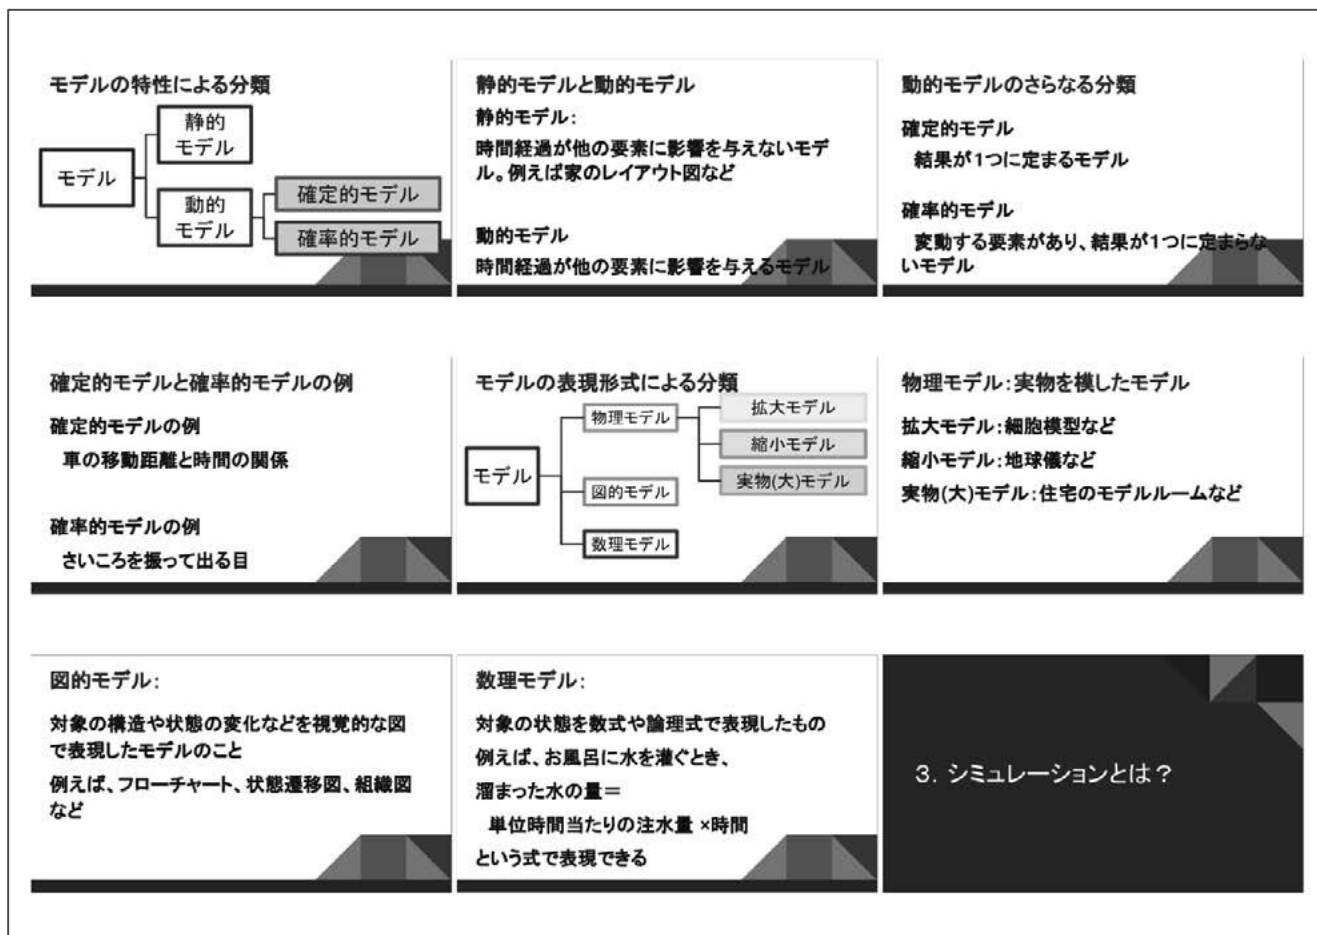 モデルの特性による分類
静的
モデル
モデル
動的
モデル
確定的モデル
確率的モデル
静的モデルと動的モデル
静的モデル：
時間経過が他の要素に影響を与えないモデ
ル。例えば家のレイアウト図など
動的モデル
時間経過が他の要素に影響を与えるモデル
動的モデルのさらなる分類
確定的モデル
結果が1つに定まるモデル
確率的モデル
変動する要素があり、結果が1つに定まらな
いモデル
確定的モデルと確率的モデルの例
確定的モデルの例
車の移動距離と時間の関係
確率的モデルの例
さいころを振って出る目
モデルの表現形式による分類
モデル
物理モデル
図的モデル
数理モデル
拡大モデル
縮小モデル
実物(大)モデル
物理モデル：実物を模したモデル
拡大モデル：細胞模型など
縮小モデル：地球儀など
実物(大)モデル：住宅のモデルルームなど
図的モデル：
対象の構造や状態の変化などを視覚的な図
で表現したモデルのこと
例えば、フローチャート、状態遷移図、組織図
など
数理モデル：
対象の状態を数式や論理式で表現したもの
例えば、お風呂に水を灌ぐとき、
溜まった水の量＝
単位時間当たりの注水量 ×時間
という式で表現できる
3．シミュレーションとは？